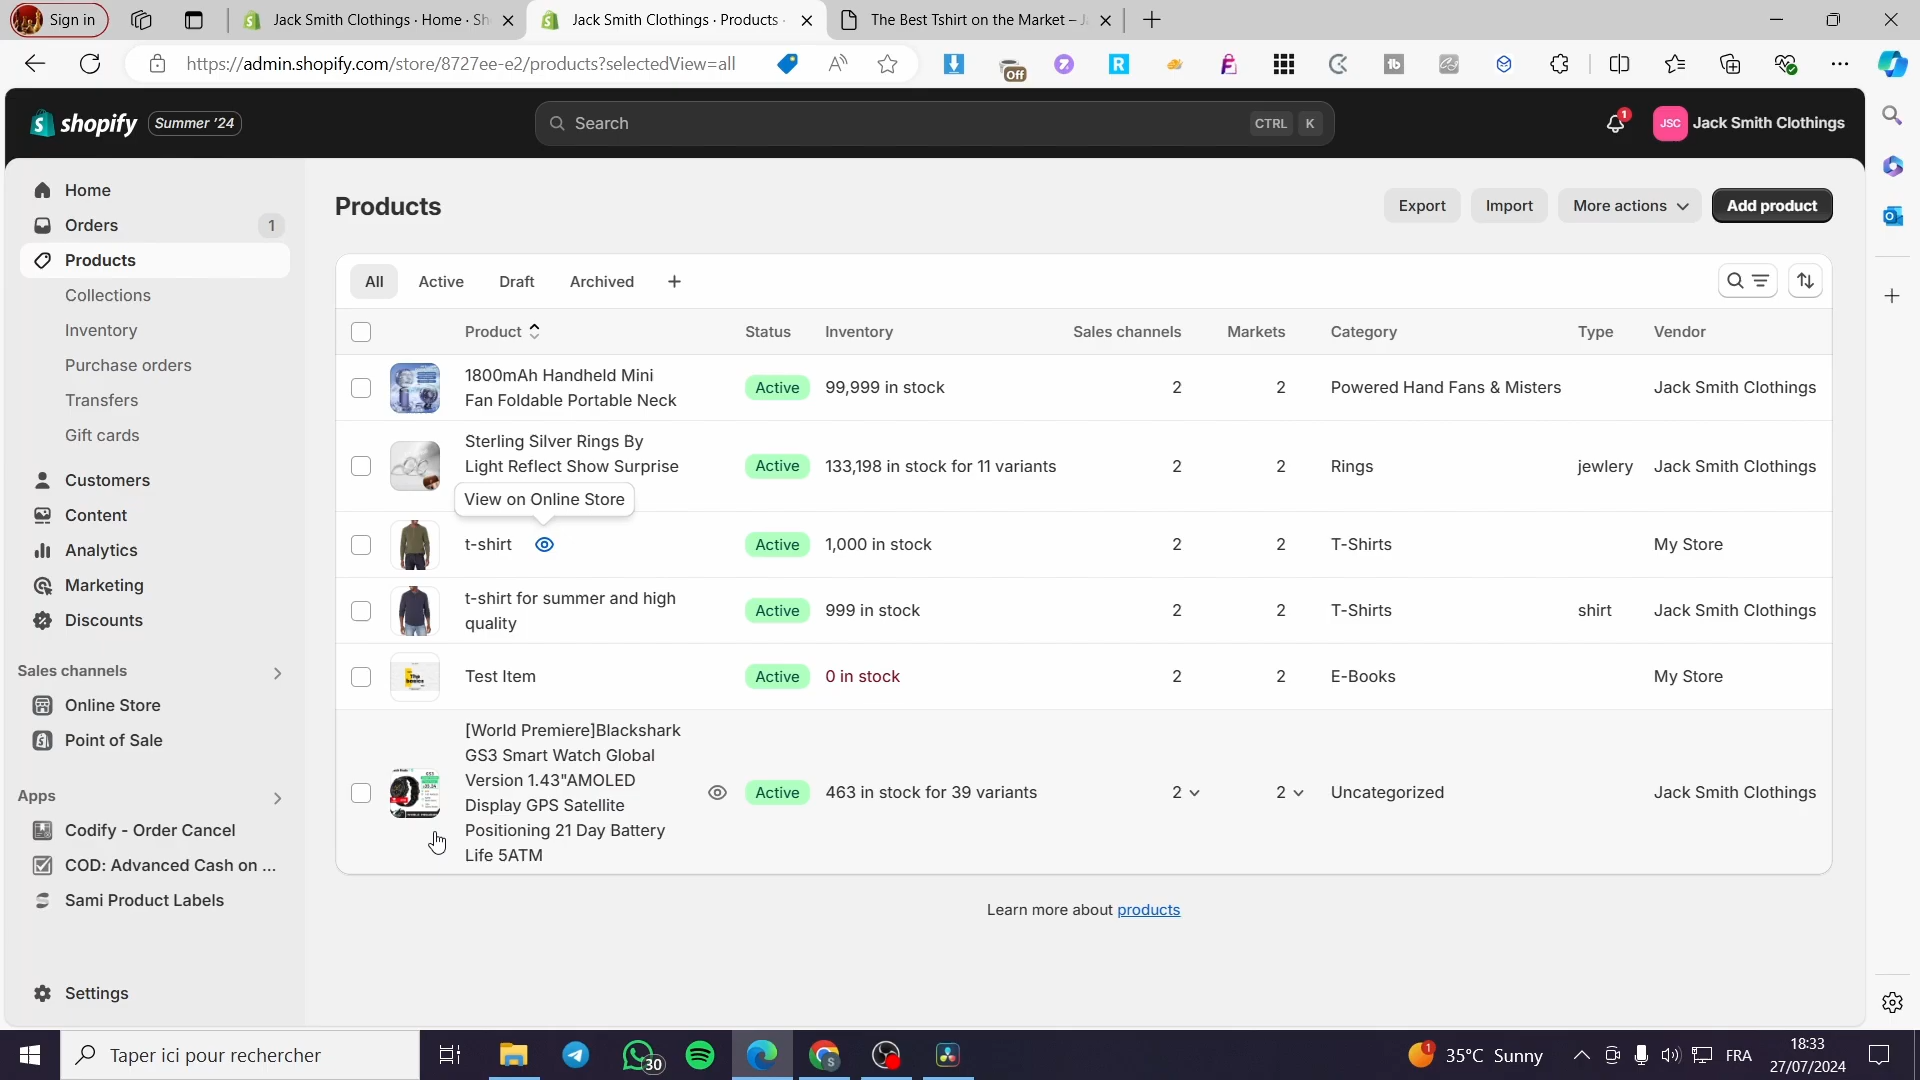 Sign in
Jack Smith Clothings · Home · Sh
Jack Smith Clothings · Products ·
The Best Tshirt on the Market – J
https://admin.shopify.com/store/8727ee-e2/products?selectedView=all
Off
shopify Summer '24
Search CTRL K
1
JSC Jack Smith Clothings
Home
Orders 1
Products
Collections
Inventory
Purchase orders
Transfers
Gift cards
Customers
Content
Analytics
Marketing
Discounts
Sales channels
Online Store
Point of Sale
Apps
Codify - Order Cancel
COD: Advanced Cash on ...
Sami Product Labels
Settings
Products
Export Import More actions Add product
All Active Draft Archived
Product Status Inventory Sales channels Markets Category Type Vendor
1800mAh Handheld Mini
Fan Foldable Portable Neck
Active 99,999 in stock 2 2 Powered Hand Fans & Misters Jack Smith Clothings
Sterling Silver Rings By
Light Reflect Show Surprise
Active 133,198 in stock for 11 variants 2 2 Rings jewlery Jack Smith Clothings
View on Online Store
t-shirt Active 1,000 in stock 2 2 T-Shirts My Store
t-shirt for summer and high
quality
Active 999 in stock 2 2 T-Shirts shirt Jack Smith Clothings
Test Item Active 0 in stock 2 2 E-Books My Store
[World Premiere]Blackshark
GS3 Smart Watch Global
Version 1.43"AMOLED
Display GPS Satellite
Positioning 21 Day Battery
Life 5ATM
Active 463 in stock for 39 variants 2 2 Uncategorized Jack Smith Clothings
Learn more about products
Taper ici pour rechercher
30
1
35°C Sunny
FRA
18:33
27/07/2024